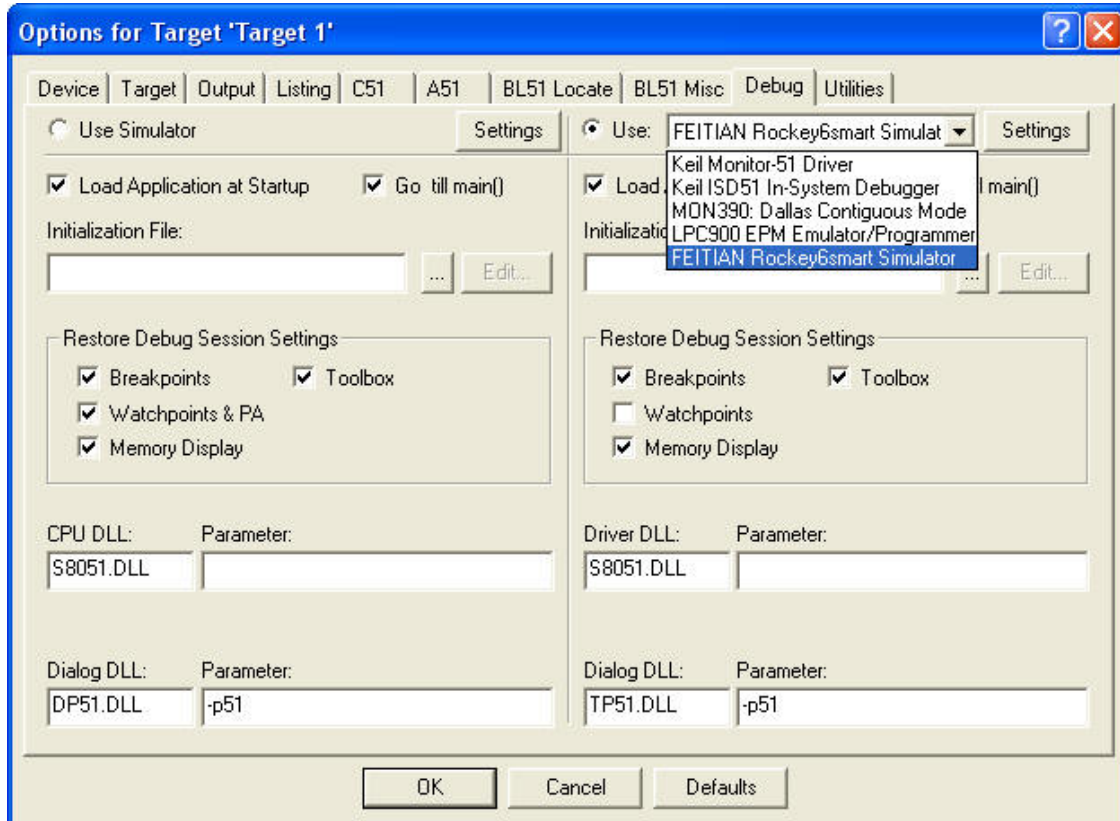 Options for Target 'Target 1'
Device Target Output Listing C51 A51 BL51 Locate BL51 Misc Debug Utilities
Use Simulator Settings
Use: FEITIAN Rockey6smart Simulat Settings
Keil Monitor-51 Driver
Keil ISD51 In-System Debugger
MON390: Dallas Contiguous Mode
LPC900 EPM Emulator/Programmer
FEITIAN Rockey6smart Simulator
Load Application at Startup Go till main()
Load main()
Initialization File:
Initializatio
... Edit...
... Edit...
Restore Debug Session Settings
Breakpoints Toolbox
Watchpoints & PA
Memory Display
Restore Debug Session Settings
Breakpoints Toolbox
Watchpoints
Memory Display
CPU DLL: Parameter:
S8051.DLL
Driver DLL: Parameter:
S8051.DLL
Dialog DLL: Parameter:
DP51.DLL -p51
Dialog DLL: Parameter:
TP51.DLL -p51
OK Cancel Defaults